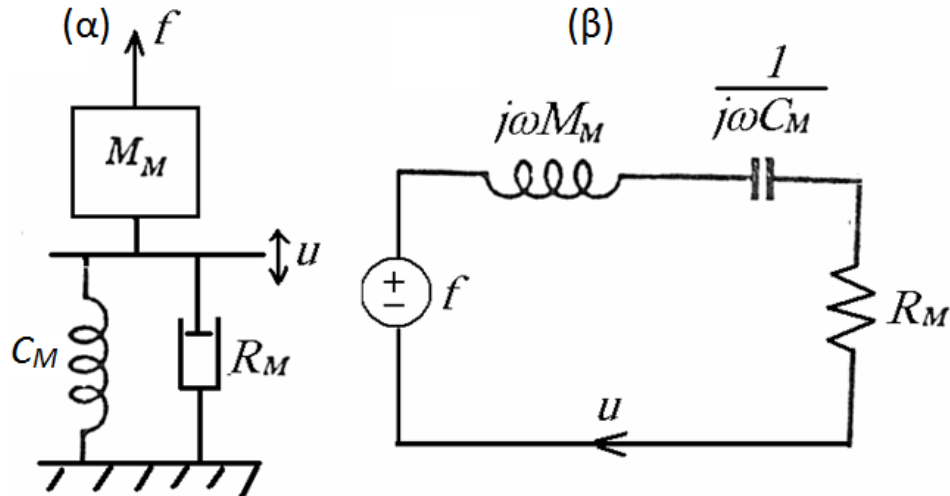 (α)
f
M_M
u
C_M
R_M
(β)
jωM_M
1
jωC_M
+
−
f
R_M
u